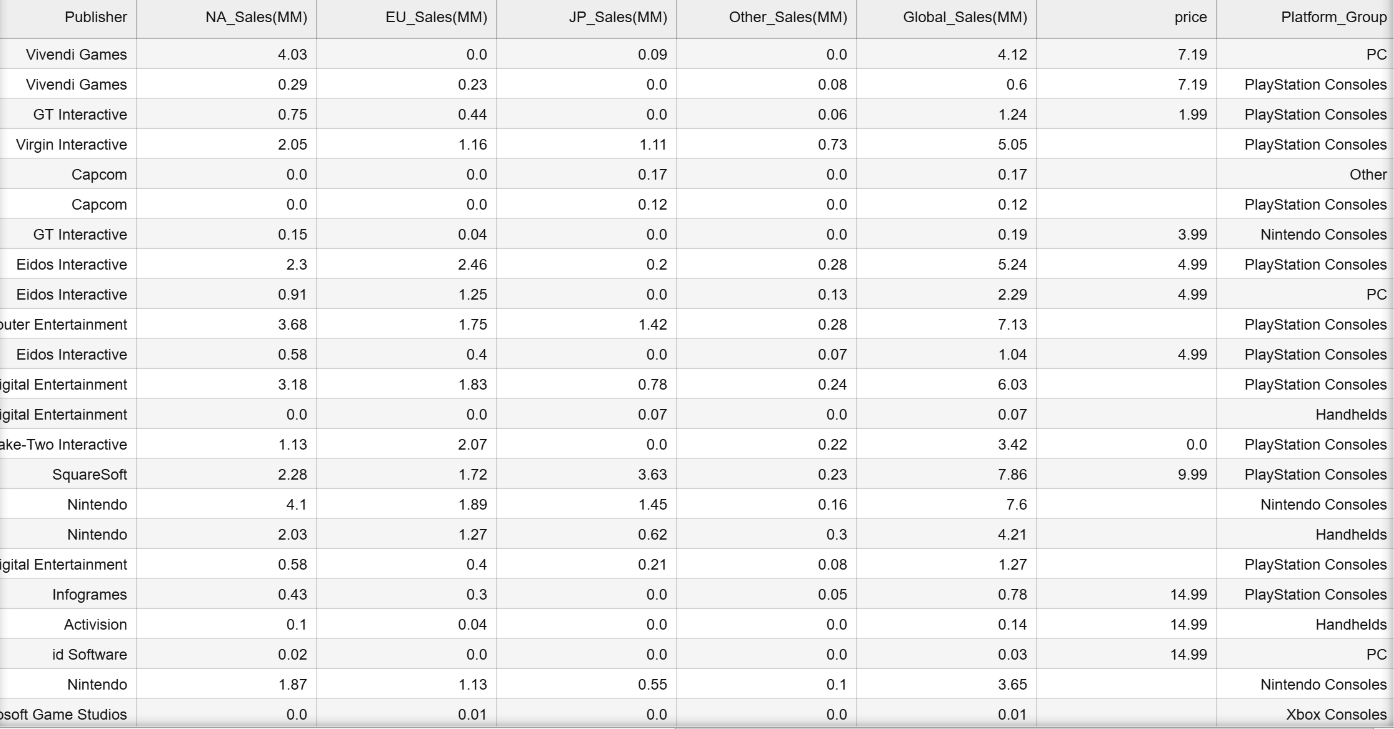 Publisher NA_Sales(MM) EU_Sales(MM) JP_Sales(MM) Other_Sales(MM) Global_Sales(MM) price Platform_Group
Vivendi Games 4.03 0.0 0.09 0.0 4.12 7.19 PC
Vivendi Games 0.29 0.23 0.0 0.08 0.6 7.19 PlayStation Consoles
GT Interactive 0.75 0.44 0.0 0.06 1.24 1.99 PlayStation Consoles
Virgin Interactive 2.05 1.16 1.11 0.73 5.05 PlayStation Consoles
Capcom 0.0 0.0 0.17 0.0 0.17 Other
Capcom 0.0 0.0 0.12 0.0 0.12 PlayStation Consoles
GT Interactive 0.15 0.04 0.0 0.0 0.19 3.99 Nintendo Consoles
Eidos Interactive 2.3 2.46 0.2 0.28 5.24 4.99 PlayStation Consoles
Eidos Interactive 0.91 1.25 0.0 0.13 2.29 4.99 PC
outer Entertainment 3.68 1.75 1.42 0.28 7.13 PlayStation Consoles
Eidos Interactive 0.58 0.4 0.0 0.07 1.04 4.99 PlayStation Consoles
igital Entertainment 3.18 1.83 0.78 0.24 6.03 PlayStation Consoles
igital Entertainment 0.0 0.0 0.07 0.0 0.07 Handhelds
ake-Two Interactive 1.13 2.07 0.0 0.22 3.42 0.0 PlayStation Consoles
SquareSoft 2.28 1.72 3.63 0.23 7.86 9.99 PlayStation Consoles
Nintendo 4.1 1.89 1.45 0.16 7.6 Nintendo Consoles
Nintendo 2.03 1.27 0.62 0.3 4.21 Handhelds
igital Entertainment 0.58 0.4 0.21 0.08 1.27 PlayStation Consoles
Infogrames 0.43 0.3 0.0 0.05 0.78 14.99 PlayStation Consoles
Activision 0.1 0.04 0.0 0.0 0.14 14.99 Handhelds
id Software 0.02 0.0 0.0 0.0 0.03 14.99 PC
Nintendo 1.87 1.13 0.55 0.1 3.65 Nintendo Consoles
osoft Game Studios 0.0 0.01 0.0 0.0 0.01 Xbox Consoles